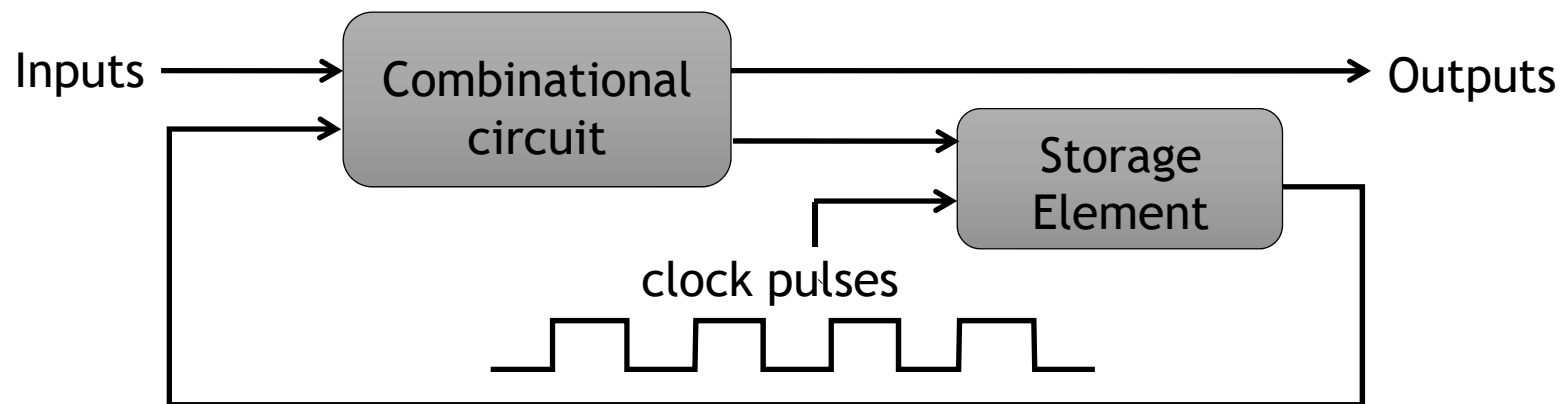 Inputs
Combinational
circuit
Outputs
Storage
Element
clock pulses